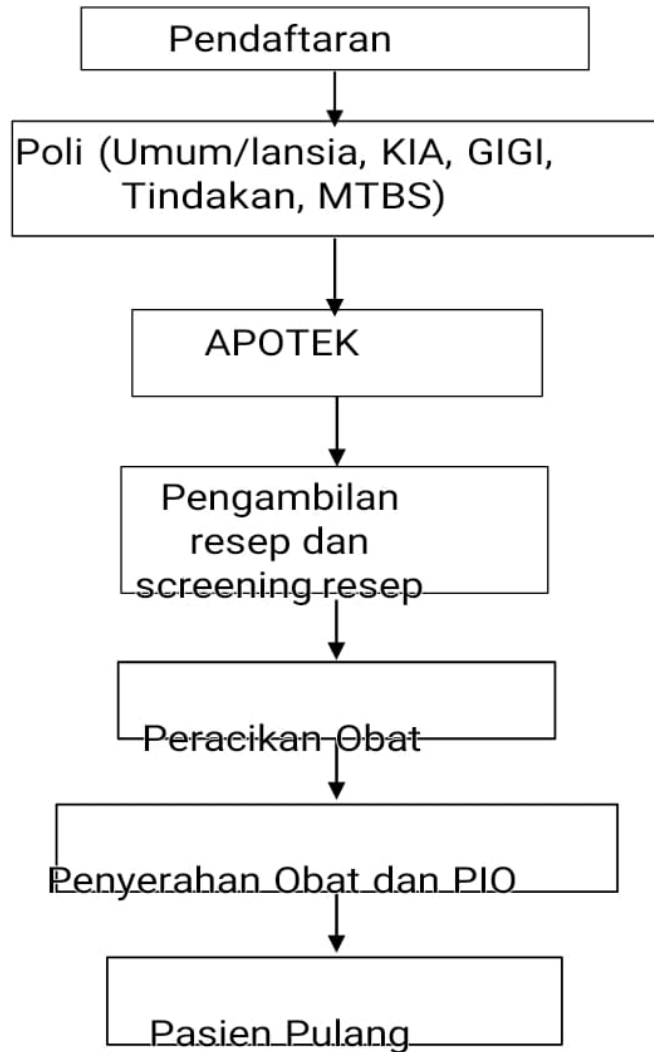 Pendaftaran
Poli (Umum/lansia, KIA, GIGI,
Tindakan, MTBS)
APOTEK
Pengambilan
resep dan
screening resep
Peracikan Obat
Penyerahan Obat dan PIO
Pasien Pulang